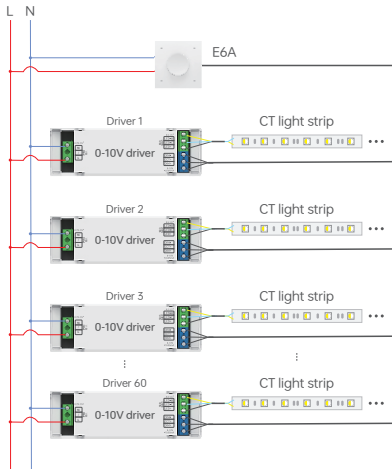 L N
E6A
Driver 1
CT light strip
0-10V driver
Driver 2
CT light strip
0-10V driver
Driver 3
CT light strip
0-10V driver
Driver 60
CT light strip
0-10V driver